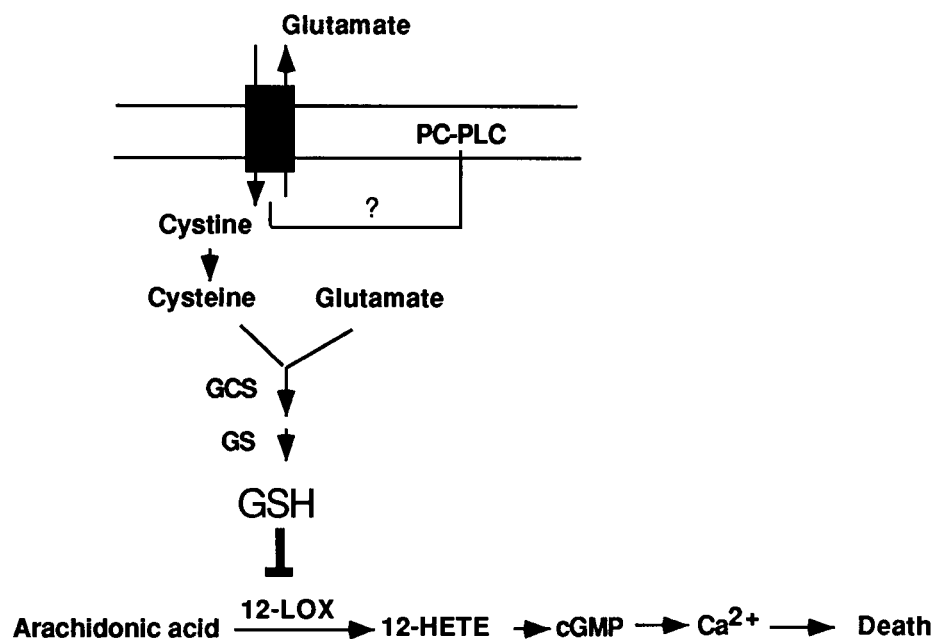 Glutamate
PC-PLC
?
Cystine
Cysteine Glutamate
GCS
GS
GSH
12-LOX
Arachidonic acid 12-HETE cGMP Ca2+ Death